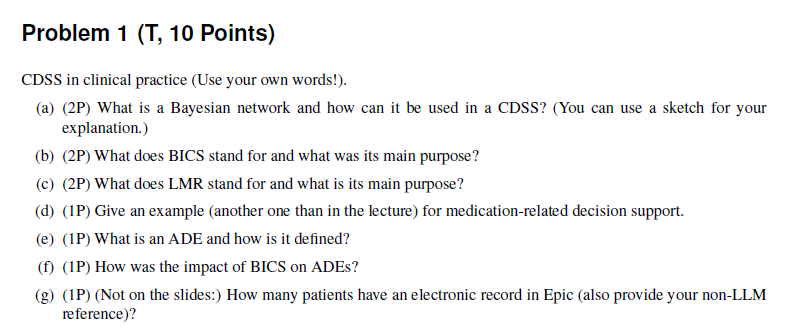 Problem 1 (T, 10 Points)
CDSS in clinical practice (Use your own words!).
(a) (2P) What is a Bayesian network and how can it be used in a CDSS? (You can use a sketch for your
explanation.)
(b) (2P) What does BICS stand for and what was its main purpose?
(c) (2P) What does LMR stand for and what is its main purpose?
(d) (1P) Give an example (another one than in the lecture) for medication-related decision support.
(e) (1P) What is an ADE and how is it defined?
(f) (1P) How was the impact of BICS on ADEs?
(g) (1P) (Not on the slides:) How many patients have an electronic record in Epic (also provide your non-LLM
reference)?